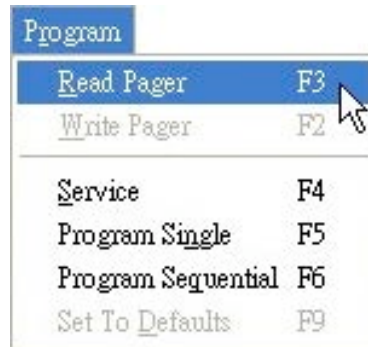 Program
Read Pager F3
Write Pager F2
Service F4
Program Single F5
Program Sequential F6
Set To Defaults F9